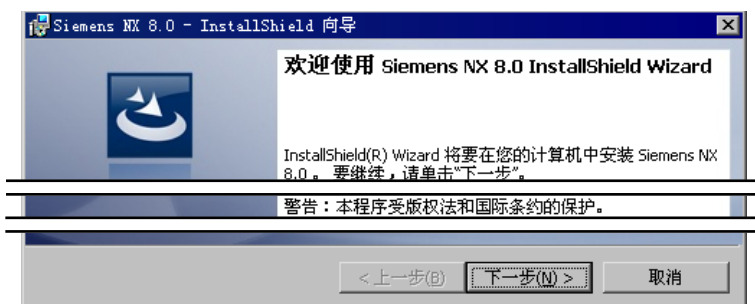 Siemens NX 8.0 - InstallShield 向导
欢迎使用 Siemens NX 8.0 InstallShield Wizard
InstallShield(R) Wizard 将要在您的计算机中安装 Siemens NX
8.0 。 要继续，请单击“下一步”。
警告：本程序受版权法和国际条约的保护。
< 上一步(B) 下一步(N) > 取消